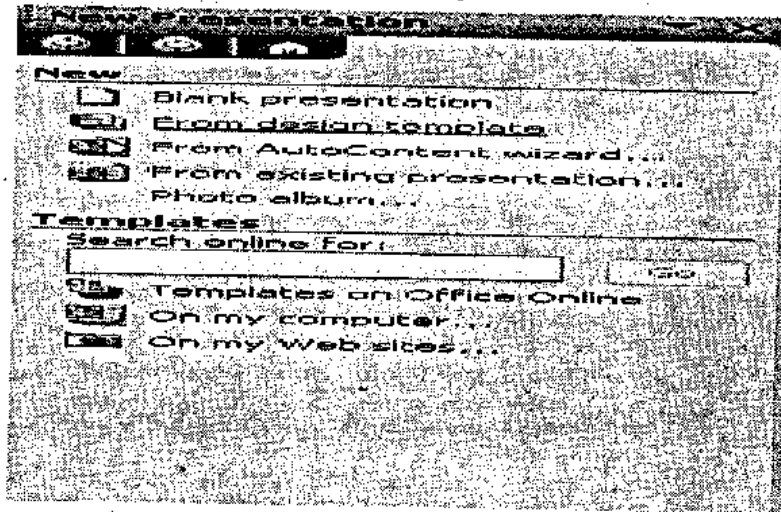 New Presentation
New
Blank presentation
From design template
From AutoContent wizard...
From existing presentation...
Photo album...
Templates
Search online for:
Go
Templates on Office Online
On my computer...
On my Web sites...